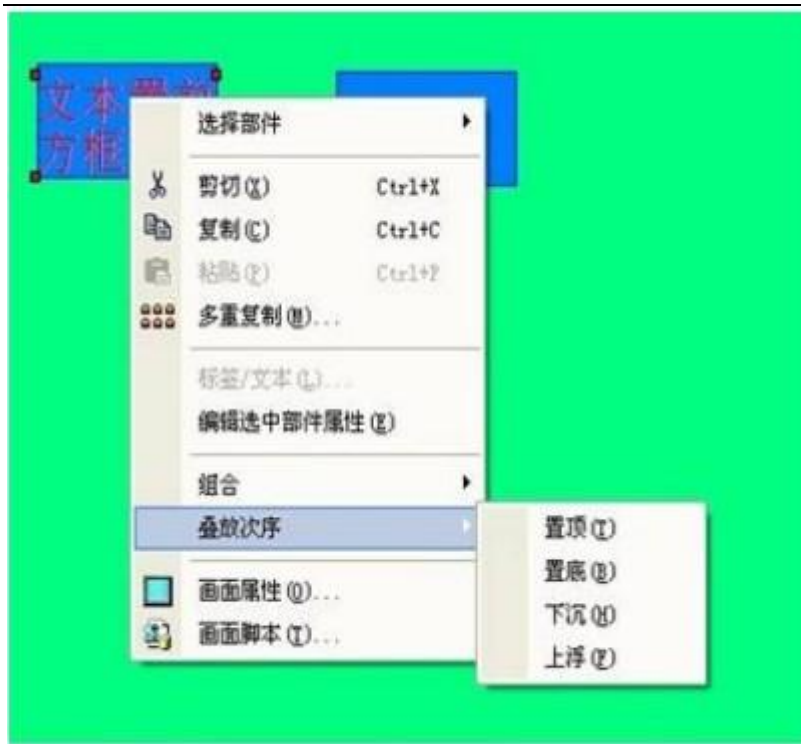 文本置前
方框
选择部件
剪切(X) Ctrl+X
复制(C) Ctrl+C
粘贴(P) Ctrl+P
多重复制(M)...
标签/文本(L)...
编辑选中部件属性(E)
组合
叠放次序
置顶(T)
置底(B)
下沉(H)
上浮(F)
画面属性(O)...
画面脚本(I)...